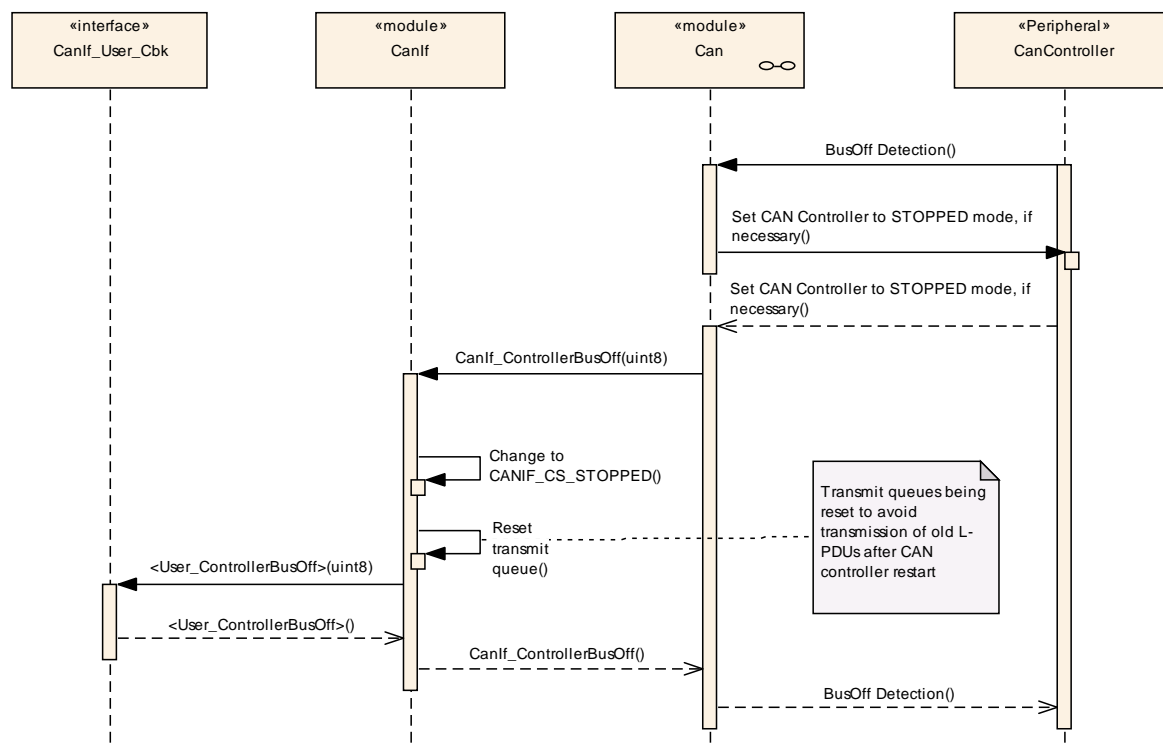 «interface»
CanIf_User_Cbk
«module»
CanIf
«module»
Can
«Peripheral»
CanController
BusOff Detection()
Set CAN Controller to STOPPED mode, if
necessary()
Set CAN Controller to STOPPED mode, if
necessary()
CanIf_ControllerBusOff(uint8)
Change to
CANIF_CS_STOPPED()
Transmit queues being
reset to avoid
transmission of old L-
PDUs after CAN
controller restart
Reset
transmit
queue()
<User_ControllerBusOff>(uint8)
<User_ControllerBusOff>()
CanIf_ControllerBusOff()
BusOff Detection()